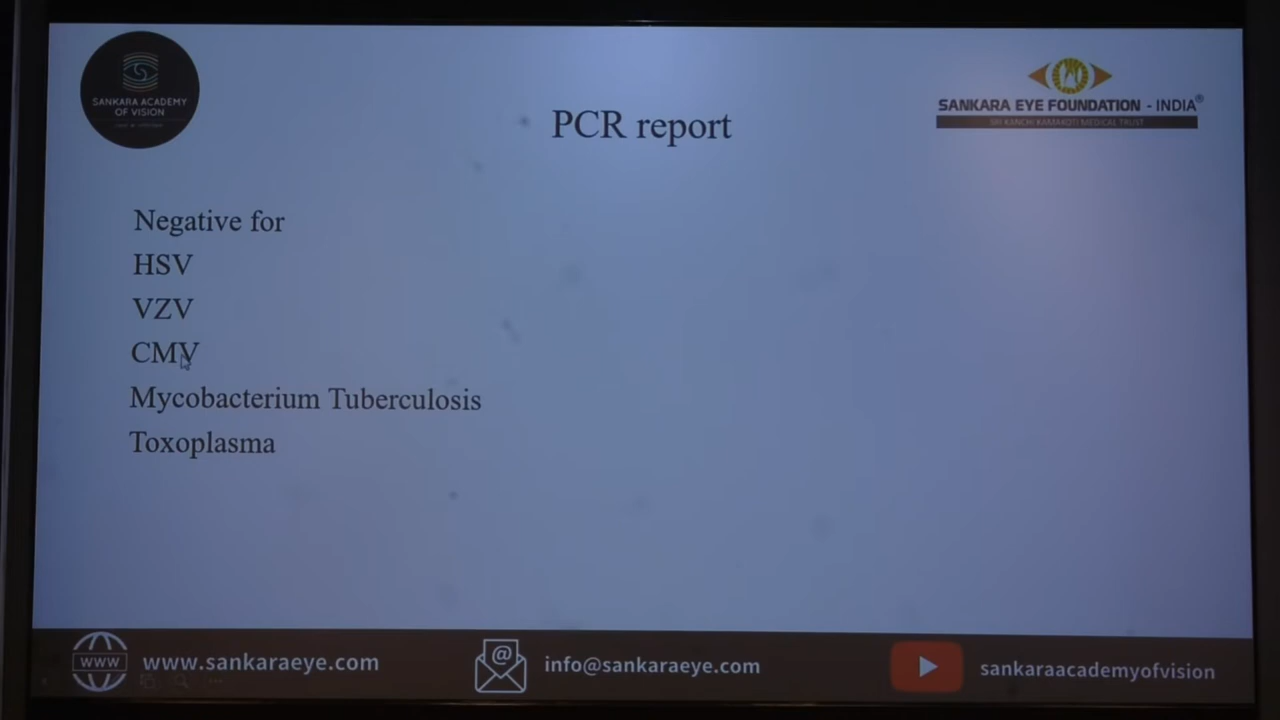 SANKARA ACADEMY
OF VISION
SANKARA EYE FOUNDATION - INDIA®
SRI KANCHI KAMAKOTI MEDICAL TRUST
PCR report
Negative for
HSV
VZV
CMV
Mycobacterium Tuberculosis
Toxoplasma
www
www.sankaraeye.com
@
info@sankaraeye.com
sankaraacademyofvision